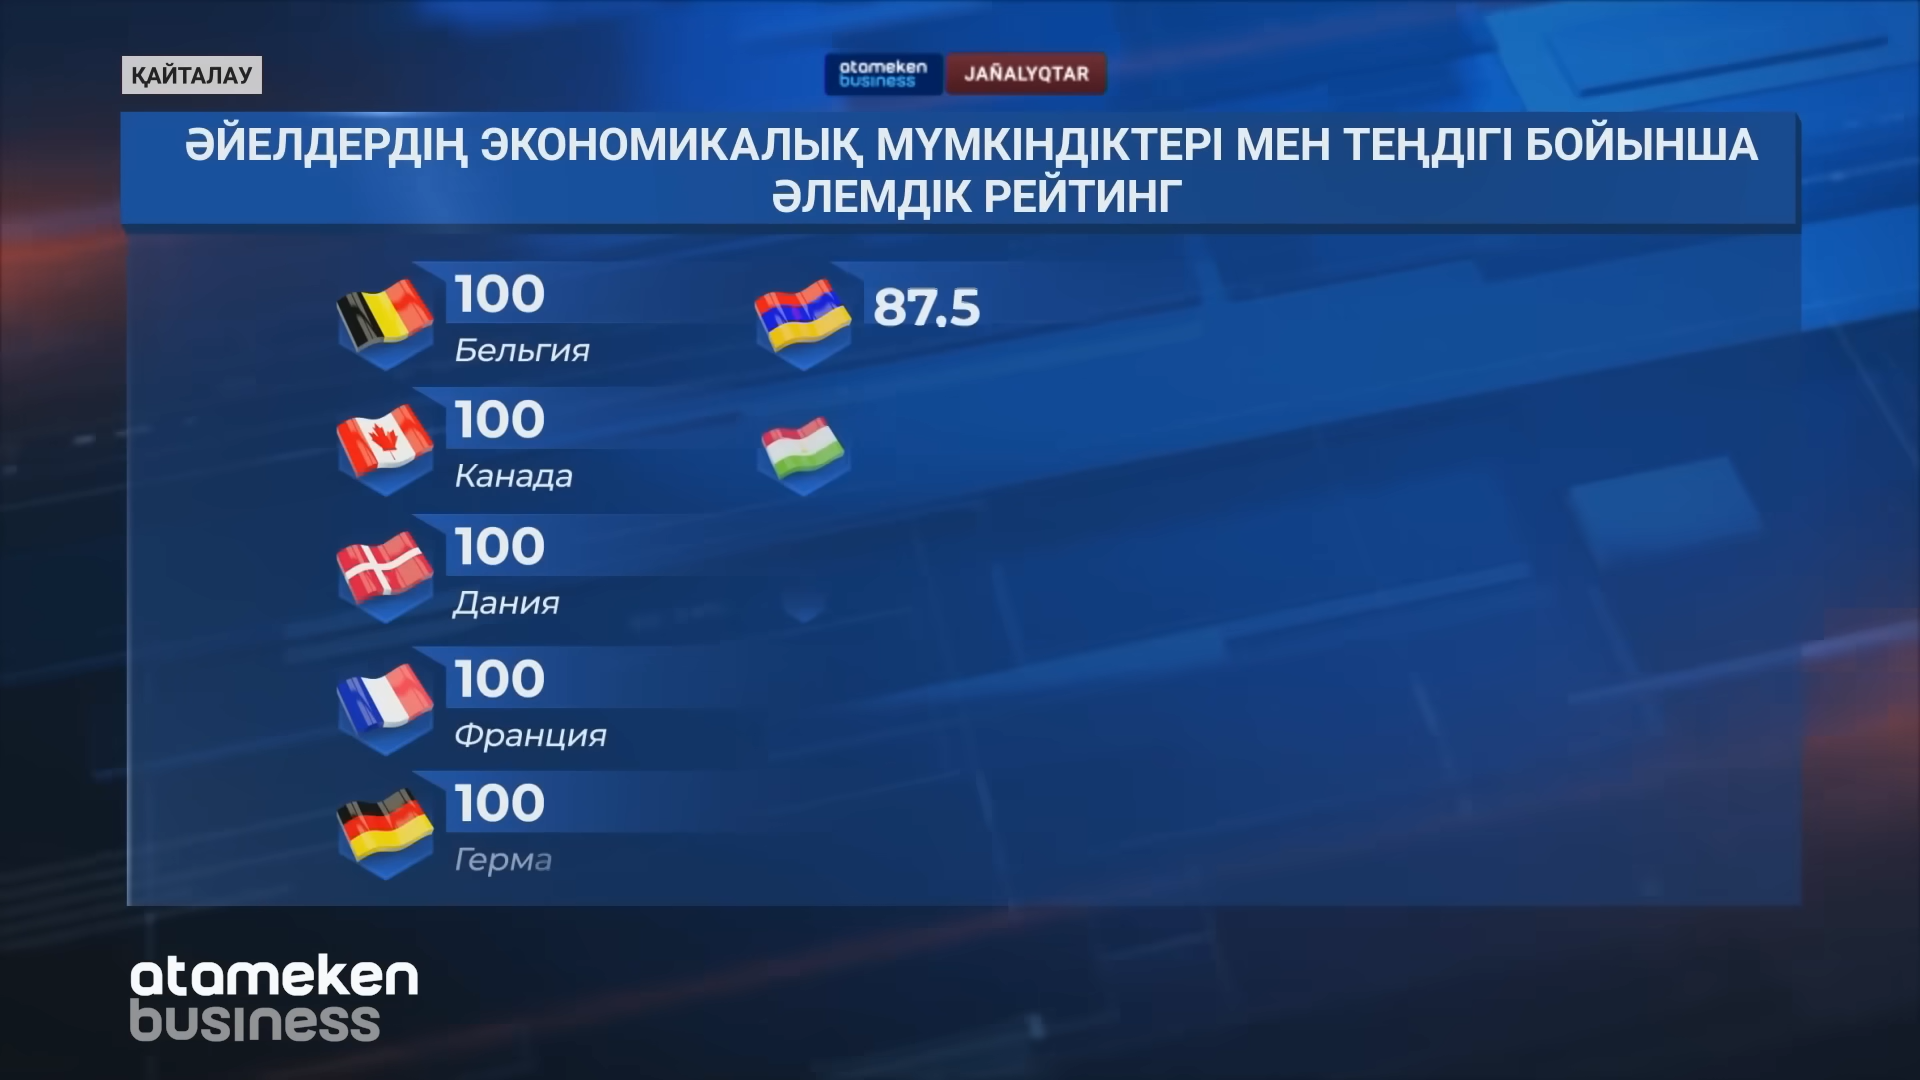 ҚАЙТАЛАУ
atameken
business
JAÑALYQTAR
ӘЙЕЛДЕРДІҢ ЭКОНОМИКАЛЫҚ МҮМКІНДІКТЕРІ МЕН ТЕҢДІГІ БОЙЫНША
ӘЛЕМДІК РЕЙТИНГ
100
Бельгия
100
Канада
100
Дания
100
Франция
100
Герма
87.5
atameken
business